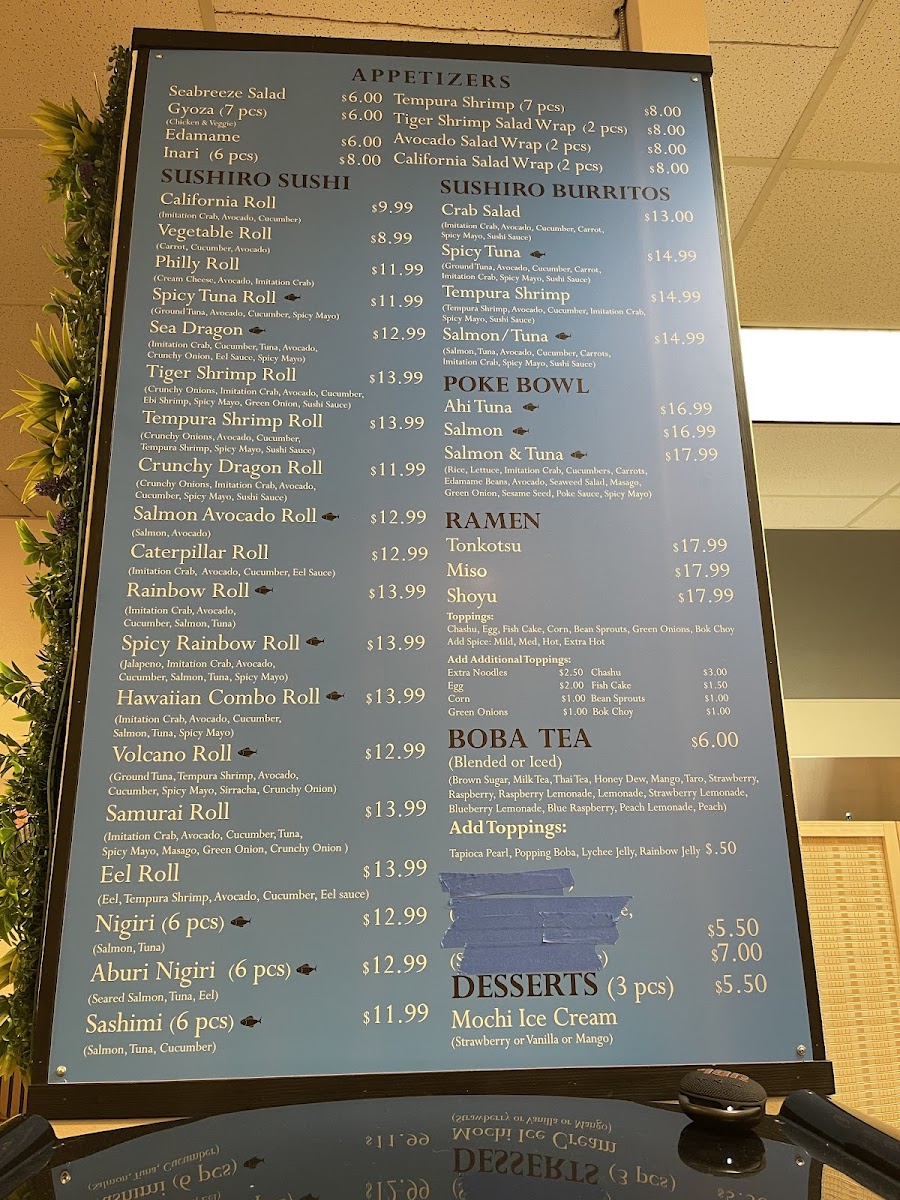 APPETIZERS
Seabreeze Salad $6.00
Gyoza (7 pcs) $6.00
(Chicken & Veggie)
Edamame $6.00
Inari (6 pcs) $8.00
Tempura Shrimp (7 pcs) $8.00
Tiger Shrimp Salad Wrap (2 pcs) $8.00
Avocado Salad Wrap (2 pcs) $8.00
California Salad Wrap (2 pcs) $8.00
SUSHIRO SUSHI
California Roll $9.99
(Imitation Crab, Avocado, Cucumber)
Vegetable Roll $8.99
(Carrot, Cucumber, Avocado)
Philly Roll $11.99
(Cream Cheese, Avocado, Imitation Crab)
Spicy Tuna Roll $11.99
(Ground Tuna, Avocado, Cucumber, Spicy Mayo)
Sea Dragon $12.99
(Imitation Crab, Cucumber, Tuna, Avocado,
Crunchy Onion, Eel Sauce, Spicy Mayo)
Tiger Shrimp Roll $13.99
(Crunchy Onions, Imitation Crab, Avocado, Cucumber,
Ebi Shrimp, Spicy Mayo, Green Onion, Sushi Sauce)
Tempura Shrimp Roll $13.99
(Crunchy Onions, Avocado, Cucumber,
Tempura Shrimp, Spicy Mayo, Sushi Sauce)
Crunchy Dragon Roll $11.99
(Crunchy Onions, Imitation Crab, Avocado,
Cucumber, Spicy Mayo, Sushi Sauce)
Salmon Avocado Roll $12.99
(Salmon, Avocado)
Caterpillar Roll $12.99
(Imitation Crab, Avocado, Cucumber, Eel Sauce)
Rainbow Roll $13.99
(Imitation Crab, Avocado,
Cucumber, Salmon, Tuna)
Spicy Rainbow Roll $13.99
(Jalapeno, Imitation Crab, Avocado,
Cucumber, Salmon, Tuna, Spicy Mayo)
Hawaiian Combo Roll $13.99
(Imitation Crab, Avocado, Cucumber,
Salmon, Tuna, Spicy Mayo)
Volcano Roll $12.99
(Ground Tuna, Tempura Shrimp, Avocado,
Cucumber, Spicy Mayo, Sirracha, Crunchy Onion)
Samurai Roll $13.99
(Imitation Crab, Avocado, Cucumber, Tuna,
Spicy Mayo, Masago, Green Onion, Crunchy Onion )
Eel Roll $13.99
(Eel, Tempura Shrimp, Avocado, Cucumber, Eel sauce)
Nigiri (6 pcs) $12.99
(Salmon, Tuna)
Aburi Nigiri (6 pcs) $12.99
(Seared Salmon, Tuna, Eel)
Sashimi (6 pcs) $11.99
(Salmon, Tuna, Cucumber)
SUSHIRO BURRITOS
Crab Salad $13.00
(Imitation Crab, Avocado, Cucumber, Carrot,
Spicy Mayo, Sushi Sauce)
Spicy Tuna $14.99
(Ground Tuna, Avocado, Cucumber, Carrot,
Imitation Crab, Spicy Mayo, Sushi Sauce)
Tempura Shrimp $14.99
(Tempura Shrimp, Avocado, Cucumber, Imitation Crab,
Spicy Mayo, Sushi Sauce)
Salmon/Tuna $14.99
(Salmon, Tuna, Avocado, Cucumber, Carrots,
Imitation Crab, Spicy Mayo, Sushi Sauce)
POKE BOWL
Ahi Tuna $16.99
Salmon $16.99
Salmon & Tuna $17.99
(Rice, Lettuce, Imitation Crab, Cucumbers, Carrots,
Edamame Beans, Avocado, Seaweed Salad, Masago,
Green Onion, Sesame Seed, Poke Sauce, Spicy Mayo)
RAMEN
Tonkotsu $17.99
Miso $17.99
Shoyu $17.99
Toppings:
Chashu, Egg, Fish Cake, Corn, Bean Sprouts, Green Onions, Bok Choy
Add Spice: Mild, Med, Hot, Extra Hot
Add Additional Toppings:
Extra Noodles $2.50 Chashu $3.00
Egg $2.00 Fish Cake $1.50
Corn $1.00 Bean Sprouts $1.00
Green Onions $1.00 Bok Choy $1.00
BOBA TEA $6.00
(Blended or Iced)
(Brown Sugar, Milk Tea, Thai Tea, Honey Dew, Mango, Taro, Strawberry,
Raspberry, Raspberry Lemonade, Lemonade, Strawberry Lemonade,
Blueberry Lemonade, Blue Raspberry, Peach Lemonade, Peach)
Add Toppings:
Tapioca Pearl, Popping Boba, Lychee Jelly, Rainbow Jelly $.50
$5.50
$7.00
DESSERTS (3 pcs) $5.50
Mochi Ice Cream
(Strawberry or Vanilla or Mango)